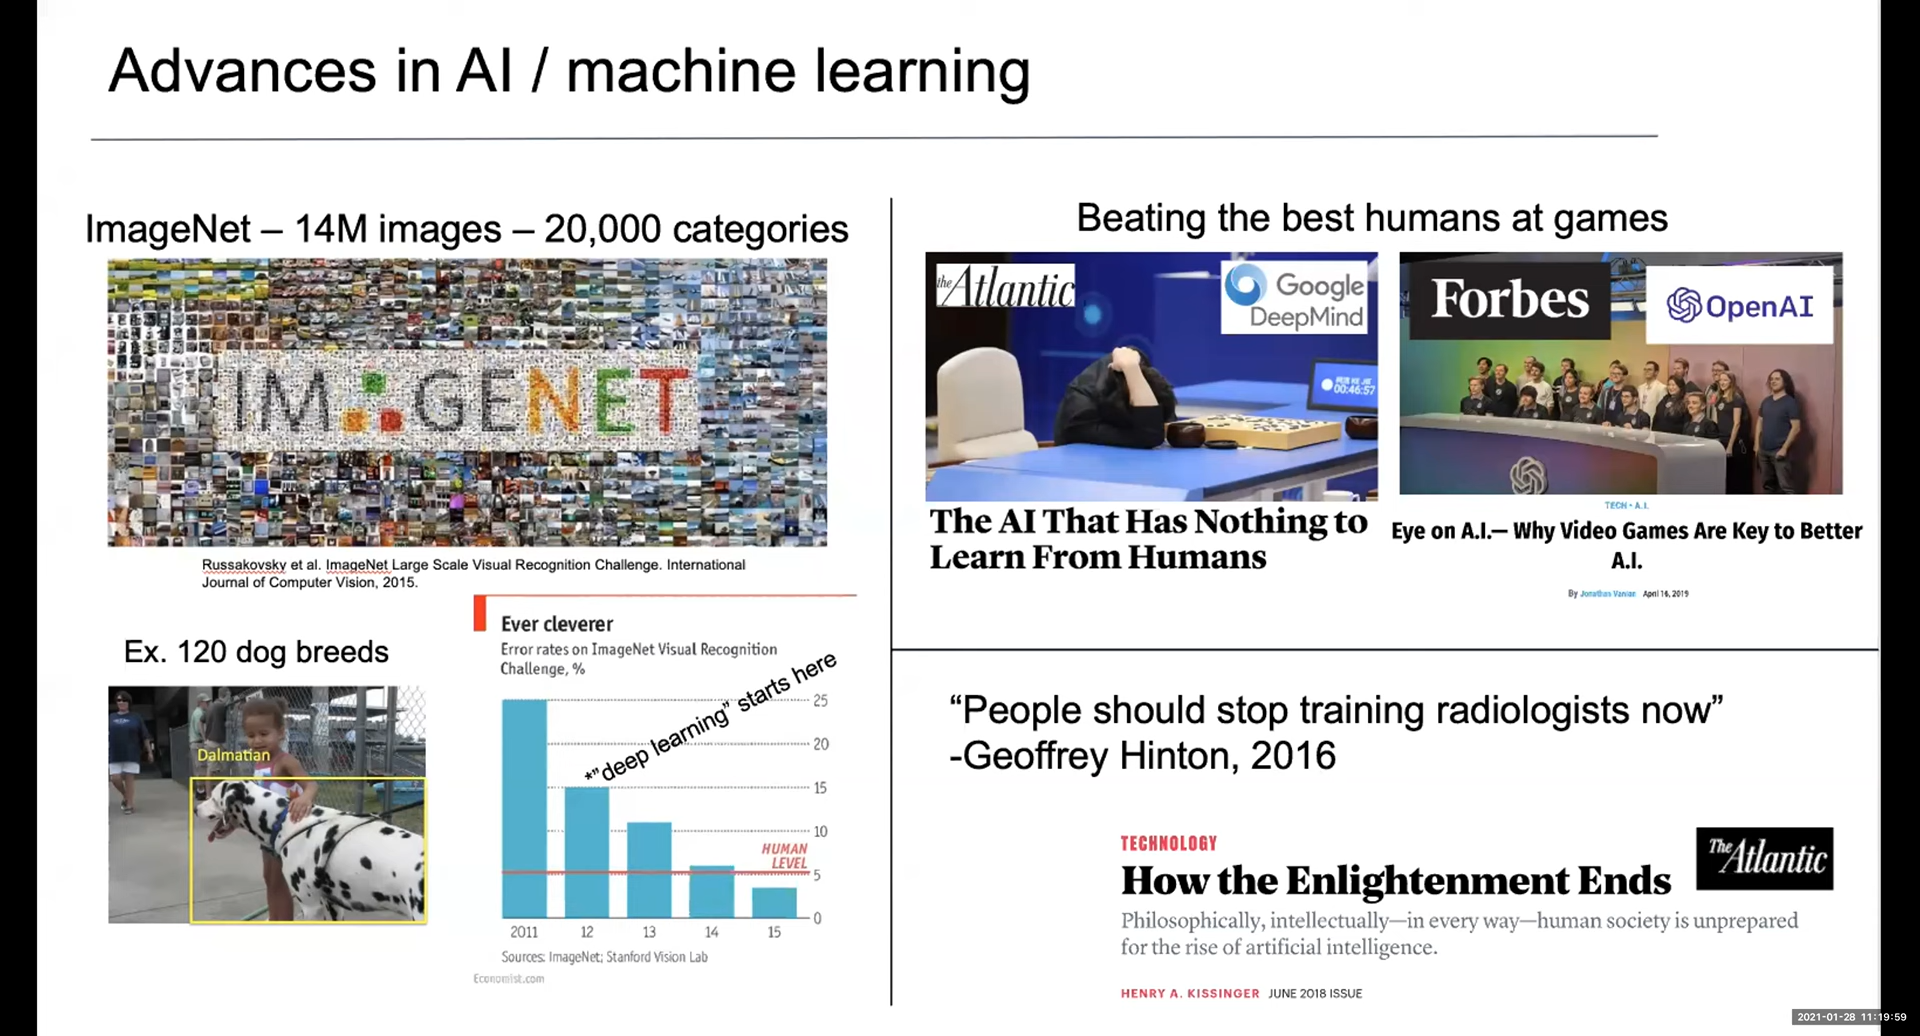 Advances in AI / machine learning
ImageNet – 14M images – 20,000 categories
IMAGENET
Russakovsky et al. ImageNet Large Scale Visual Recognition Challenge. International
Journal of Computer Vision, 2015.
Ex. 120 dog breeds
Dalmatian
Ever cleverer
Error rates on ImageNet Visual Recognition
Challenge, %
*”deep learning” starts here
25
20
15
10
5
0
HUMAN
LEVEL
2011 12 13 14 15
Sources: ImageNet; Stanford Vision Lab
Economist.com
Beating the best humans at games
the Atlantic
Google
DeepMind
00:46:57
The AI That Has Nothing to
Learn From Humans
Forbes
OpenAI
TECH • A.I.
Eye on A.I.— Why Video Games Are Key to Better
A.I.
By Jonathan Vanian April 16, 2019
“People should stop training radiologists now”
-Geoffrey Hinton, 2016
TECHNOLOGY
The Atlantic
How the Enlightenment Ends
Philosophically, intellectually—in every way—human society is unprepared
for the rise of artificial intelligence.
HENRY A. KISSINGER JUNE 2018 ISSUE
2021-01-28 11:19:59